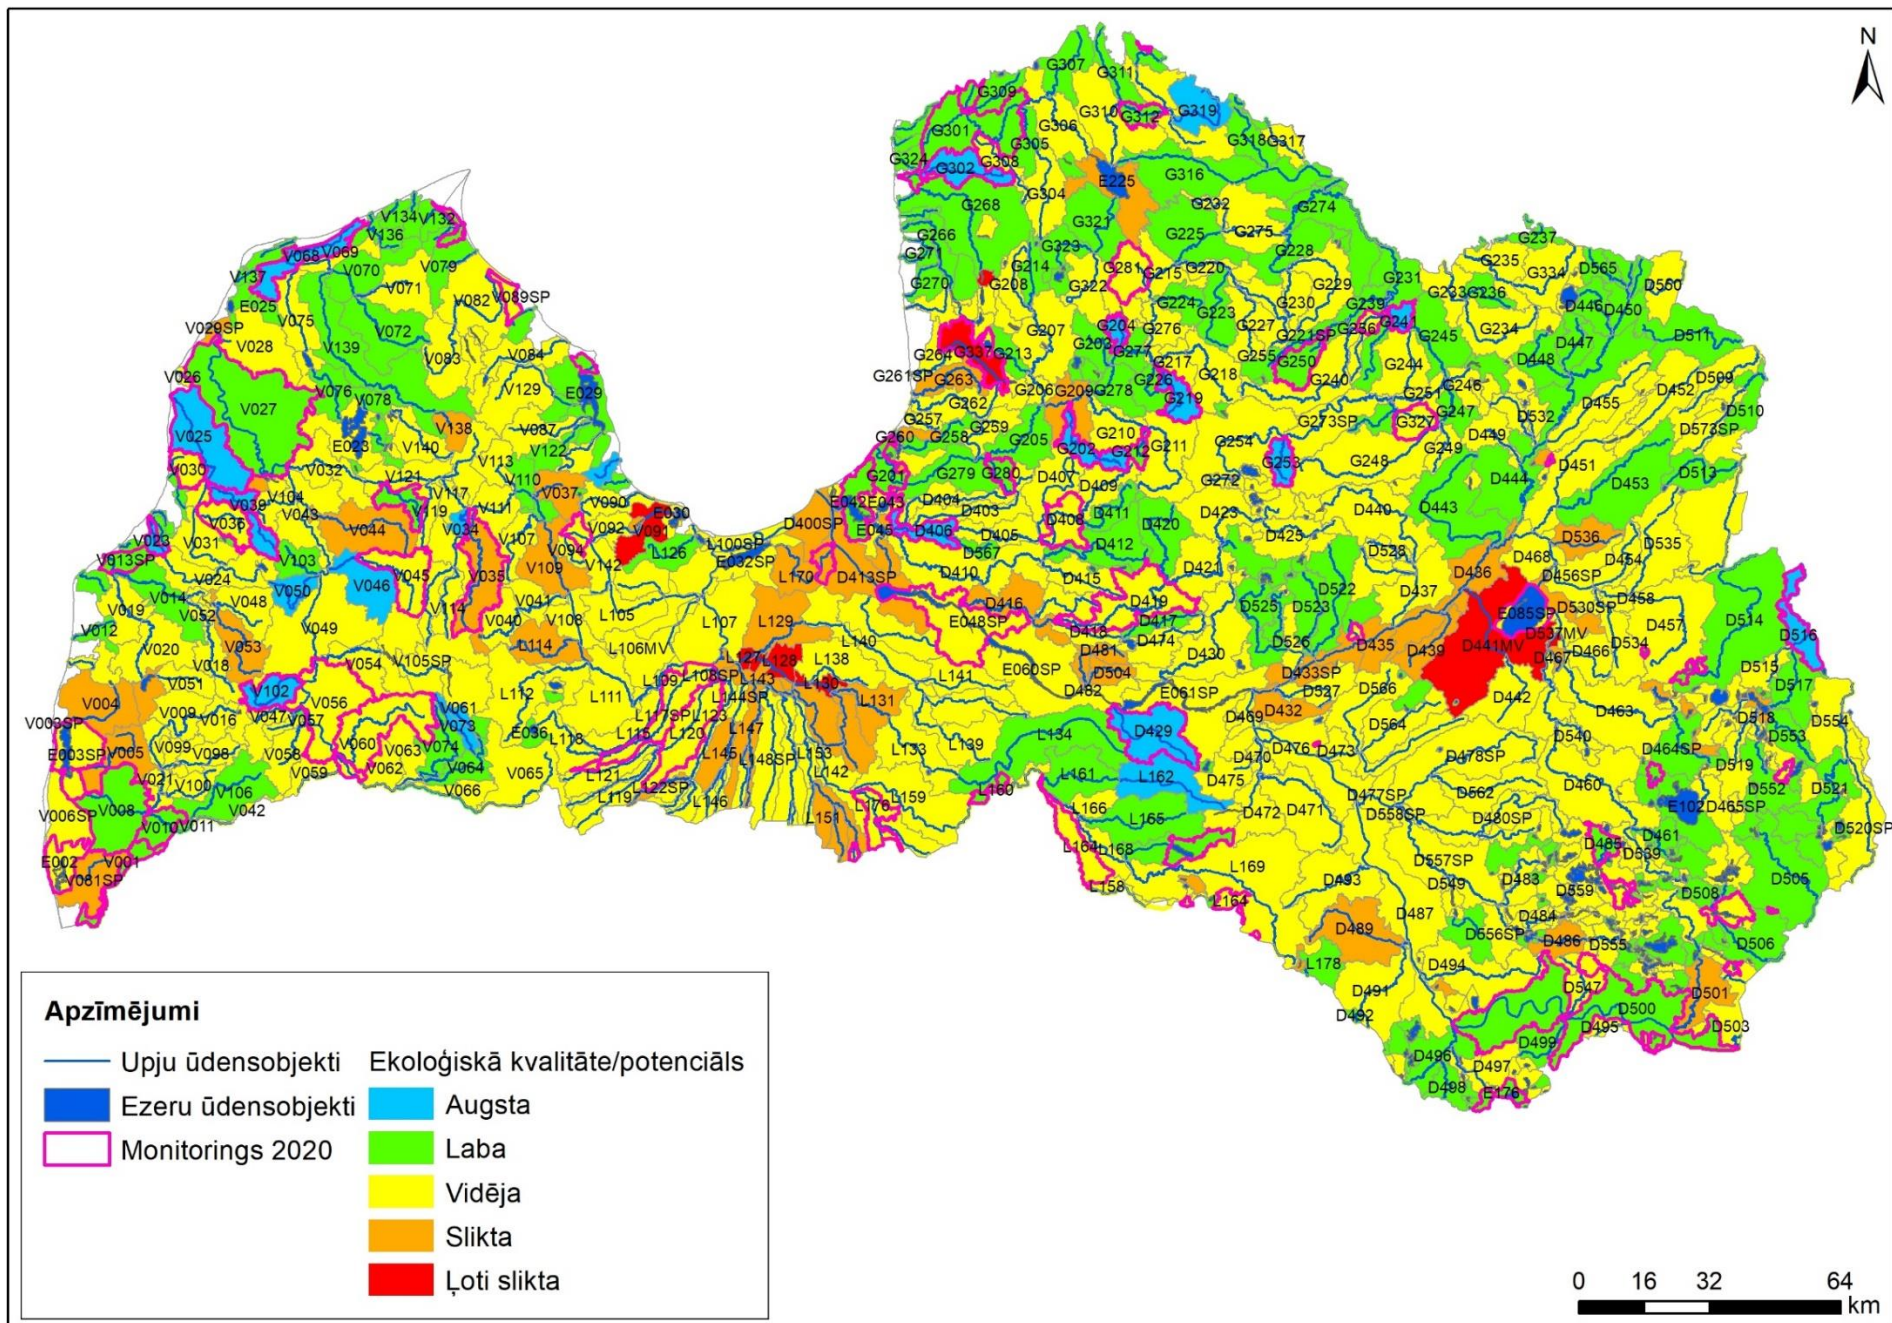 N
G307
G311
G309
G310
G319
G312
G301
G306
G305
G318
G317
G324
G308
G302
E225
G316
G304
G268
G232
G274
G321
V134
V132
V136
G266
G225
G275
V068
V069
G271
G323
G228
G237
V137
V070
V079
G214
G281
G215
G220
G235
D565
G334
G231
V071
G270
G208
G322
G229
E025
V082
V089SP
G224
G230
G239
G233
G236
D446
D450
D560
V075
V029SP
V072
G207
G204
G276
G223
G227
G221SP
G256
G241
G234
V028
V139
G264
G337
G213
G203
G277
G245
D447
D511
V083
V084
G255
G250
D448
V026
G261SP
G263
G217
G244
G206
G209
G278
G226
G218
G240
G246
D509
V076
V129
E029
G262
G219
G251
D452
V027
V078
G257
G327
G247
D532
D455
D510
V025
V138
V087
G259
G273SP
G260
G258
G205
G210
G254
D449
D573SP
E023
V140
G202
G212
G211
G249
V122
G253
G248
V030
V032
V113
G201
G279
G280
D407
D451
D513
V121
V110
G272
D444
V104
V117
V037
D409
D453
V039
V119
V111
V090
E042
E043
D404
D403
D408
D411
D423
D440
D443
V036
V043
E030
V044
V034
V092
V091
D400SP
E045
D406
D405
D420
D425
D536
V023
V031
V107
L126
D412
D528
D535
V103
V094
D567
D468
D454
V013SP
V109
V142
E032SP
L170
D413SP
D410
D415
D421
D436
D456SP
V024
V050
V046
V045
V035
D437
V014
D419
D522
D458
V048
V041
D416
D525
D523
E085SP
D530SP
D514
V019
V052
V114
L105
E048SP
D417
D457
V012
V049
V040
V108
L107
L129
D418
D474
D526
D435
D439
D441MV
D537MV
D534
D516
V053
L114
L106MV
L140
D481
D430
D466
V020
V054
L127
L128
L138
E060SP
D504
D433SP
D467
D515
V018
V105SP
L108SP
L143
L130
L141
D482
E061SP
D566
D442
V051
V102
L112
L109
L144SP
L131
D432
D527
D517
V004
V056
V061
L111
L117SP
L123
D463
V009
V016
V047
V057
V073
L115
L120
L147
D469
D564
D518
D554
V003SP
E003SP
V005
V099
V098
V060
V063
V074
E036
L118
L145
L153
L133
L139
L134
D429
D476
D473
D540
D464SP
D553
V058
V064
L148SP
D470
D478SP
V021
V100
V059
V062
V065
L121
L142
L161
L162
D475
D460
D519
V106
V066
L119
L122SP
L146
L176
L159
L160
D477SP
D562
E102
D552
D521
V008
V042
L151
L166
L165
D472
D471
D558SP
D480SP
D465SP
V006SP
V010
V011
D520SP
L164
L168
D461
D485
D539
E002
V001
D557SP
V081SP
L169
L158
D493
D549
D483
D559
D505
L164
D487
D484
D508
D489
D556SP
D486
D555
D506
L178
D494
D547
D501
D491
D492
D500
D495
D503
D499
D496
D497
D498
E176
Apzīmējumi
Upju ūdensobjekti
Ezeru ūdensobjekti
Monitorings 2020
Ekoloģiskā kvalitāte/potenciāls
Augsta
Laba
Vidēja
Slikta
Ļoti slikta
0 16 32 64
km